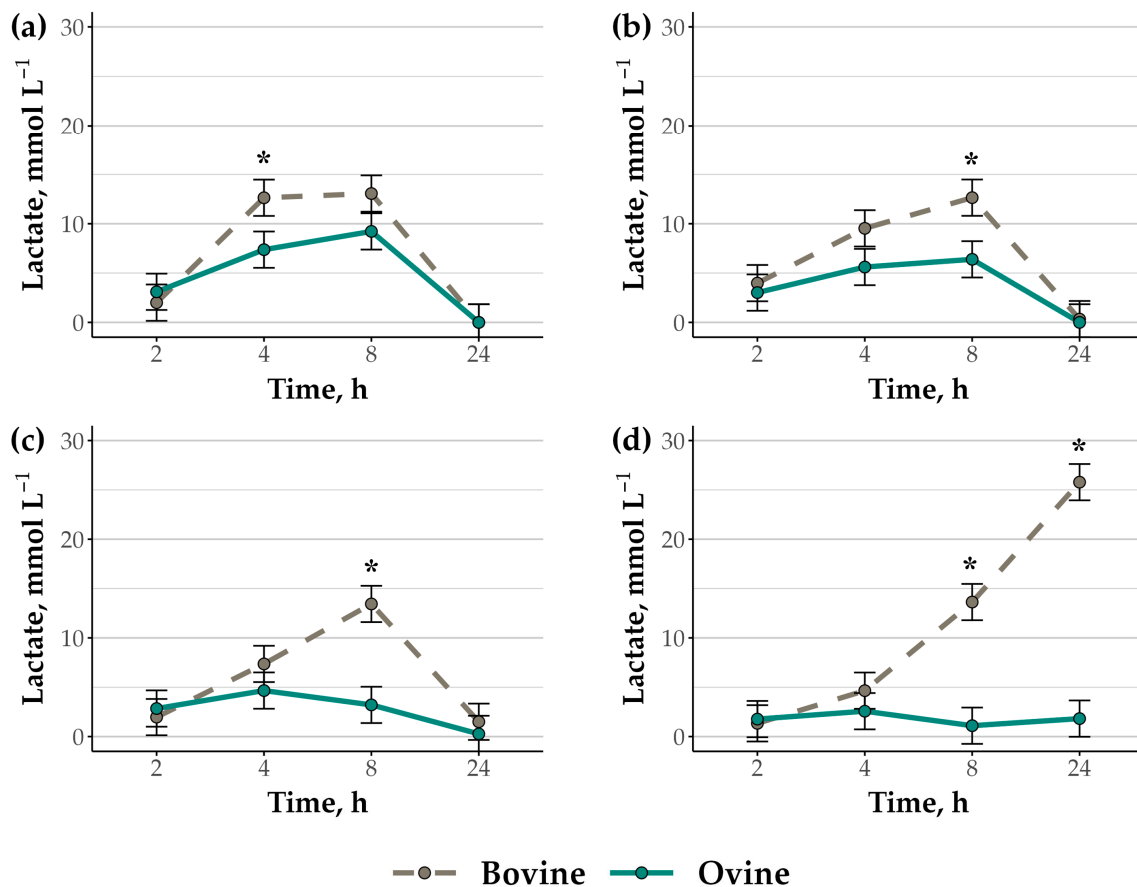 (a)
Lactate, mmol L⁻¹
30
20
10
0
*
2 4 8 24
Time, h
(b)
Lactate, mmol L⁻¹
30
20
10
0
*
2 4 8 24
Time, h
(c)
Lactate, mmol L⁻¹
30
20
10
0
*
2 4 8 24
Time, h
(d)
Lactate, mmol L⁻¹
30
20
10
0
*
*
2 4 8 24
Time, h
Bovine Ovine